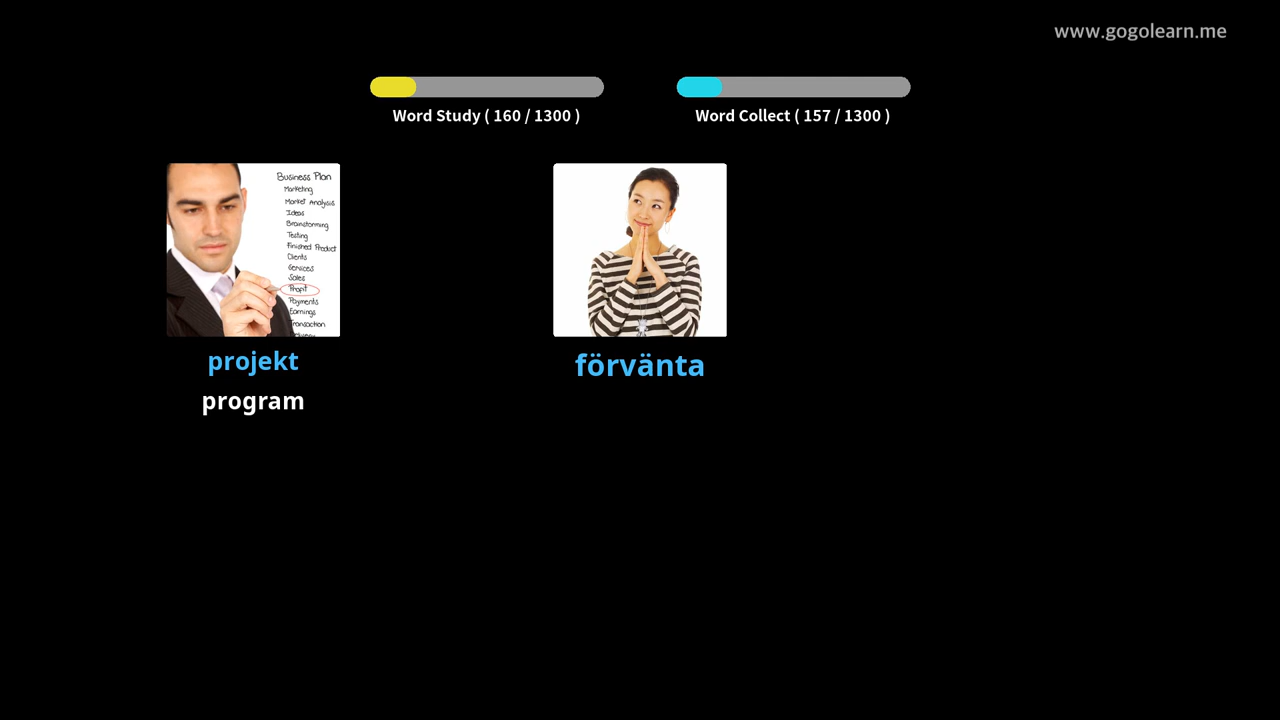 www.gogolearn.me
Word Study ( 160 / 1300 )
Word Collect ( 157 / 1300 )
Business Plan
Marketing
Market Analysis
Ideas
Brainstorming
Testing
Finished Product
Clients
Services
Sales
Profit
Payments
Earnings
Transaction
projekt
program
förvänta